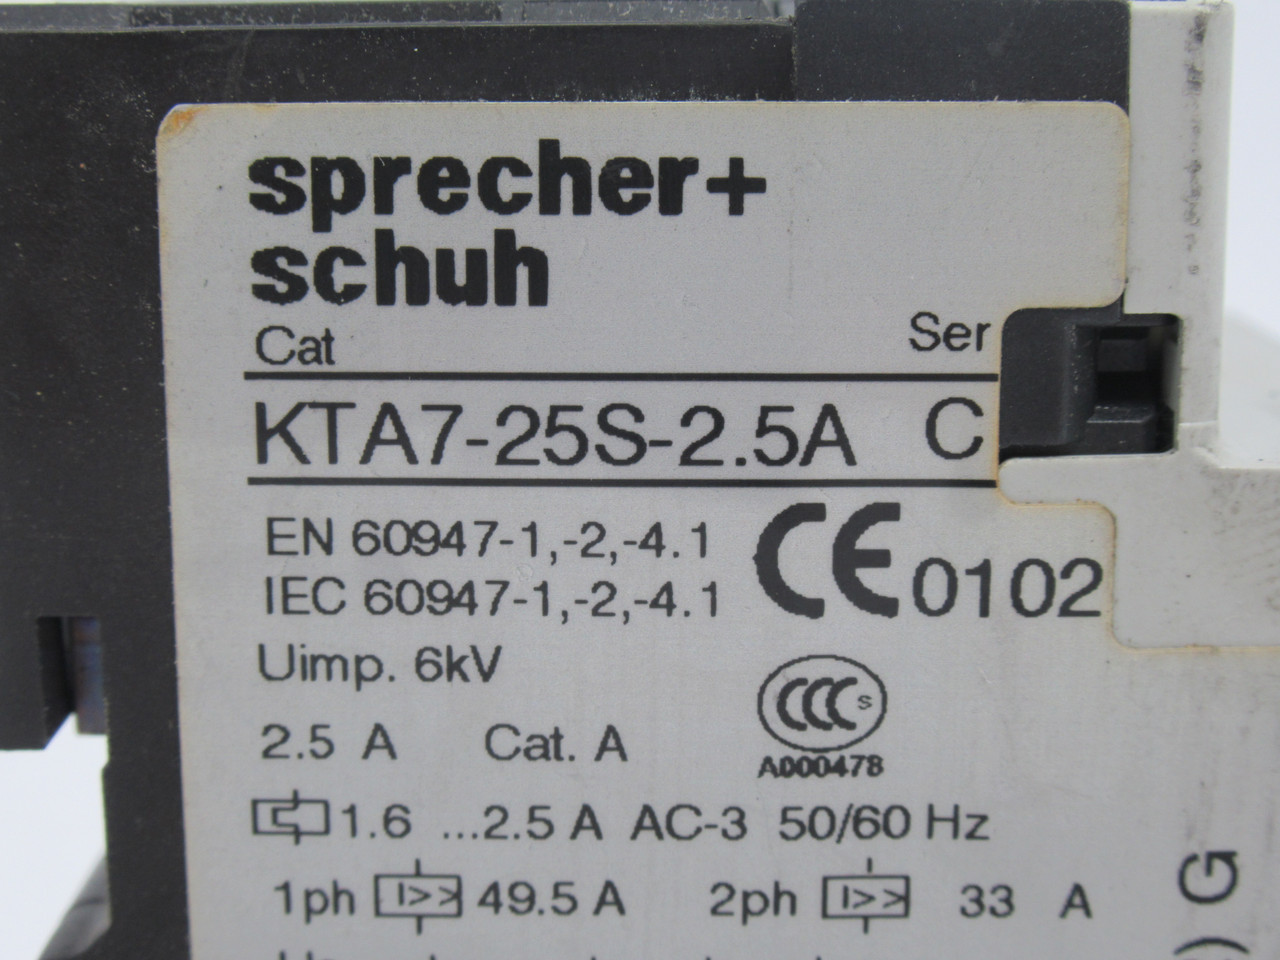 sprecher+
schuh
Cat Ser
KTA7-25S-2.5A C
EN 60947-1,-2,-4.1
IEC 60947-1,-2,-4.1
CE 0102
Uimp. 6kV
2.5 A Cat. A
CCC S
A000478
1.6 ...2.5 A AC-3 50/60 Hz
1ph I>> 49.5 A 2ph I>> 33 A
) G